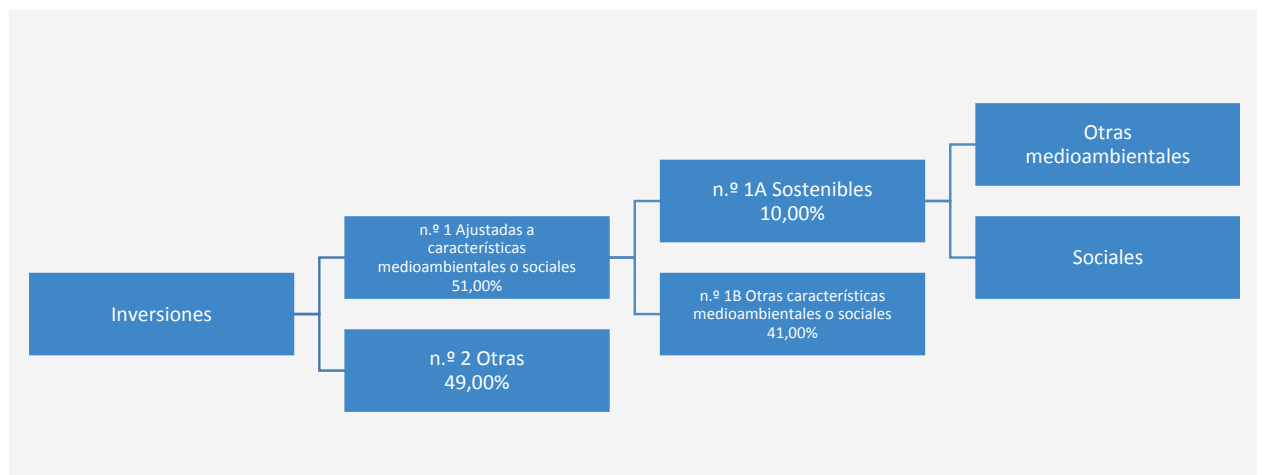 Inversiones
n.º 1 Ajustadas a
características
medioambientales o sociales
51,00%
n.º 2 Otras
49,00%
n.º 1A Sostenibles
10,00%
n.º 1B Otras características
medioambientales o sociales
41,00%
Otras
medioambientales
Sociales